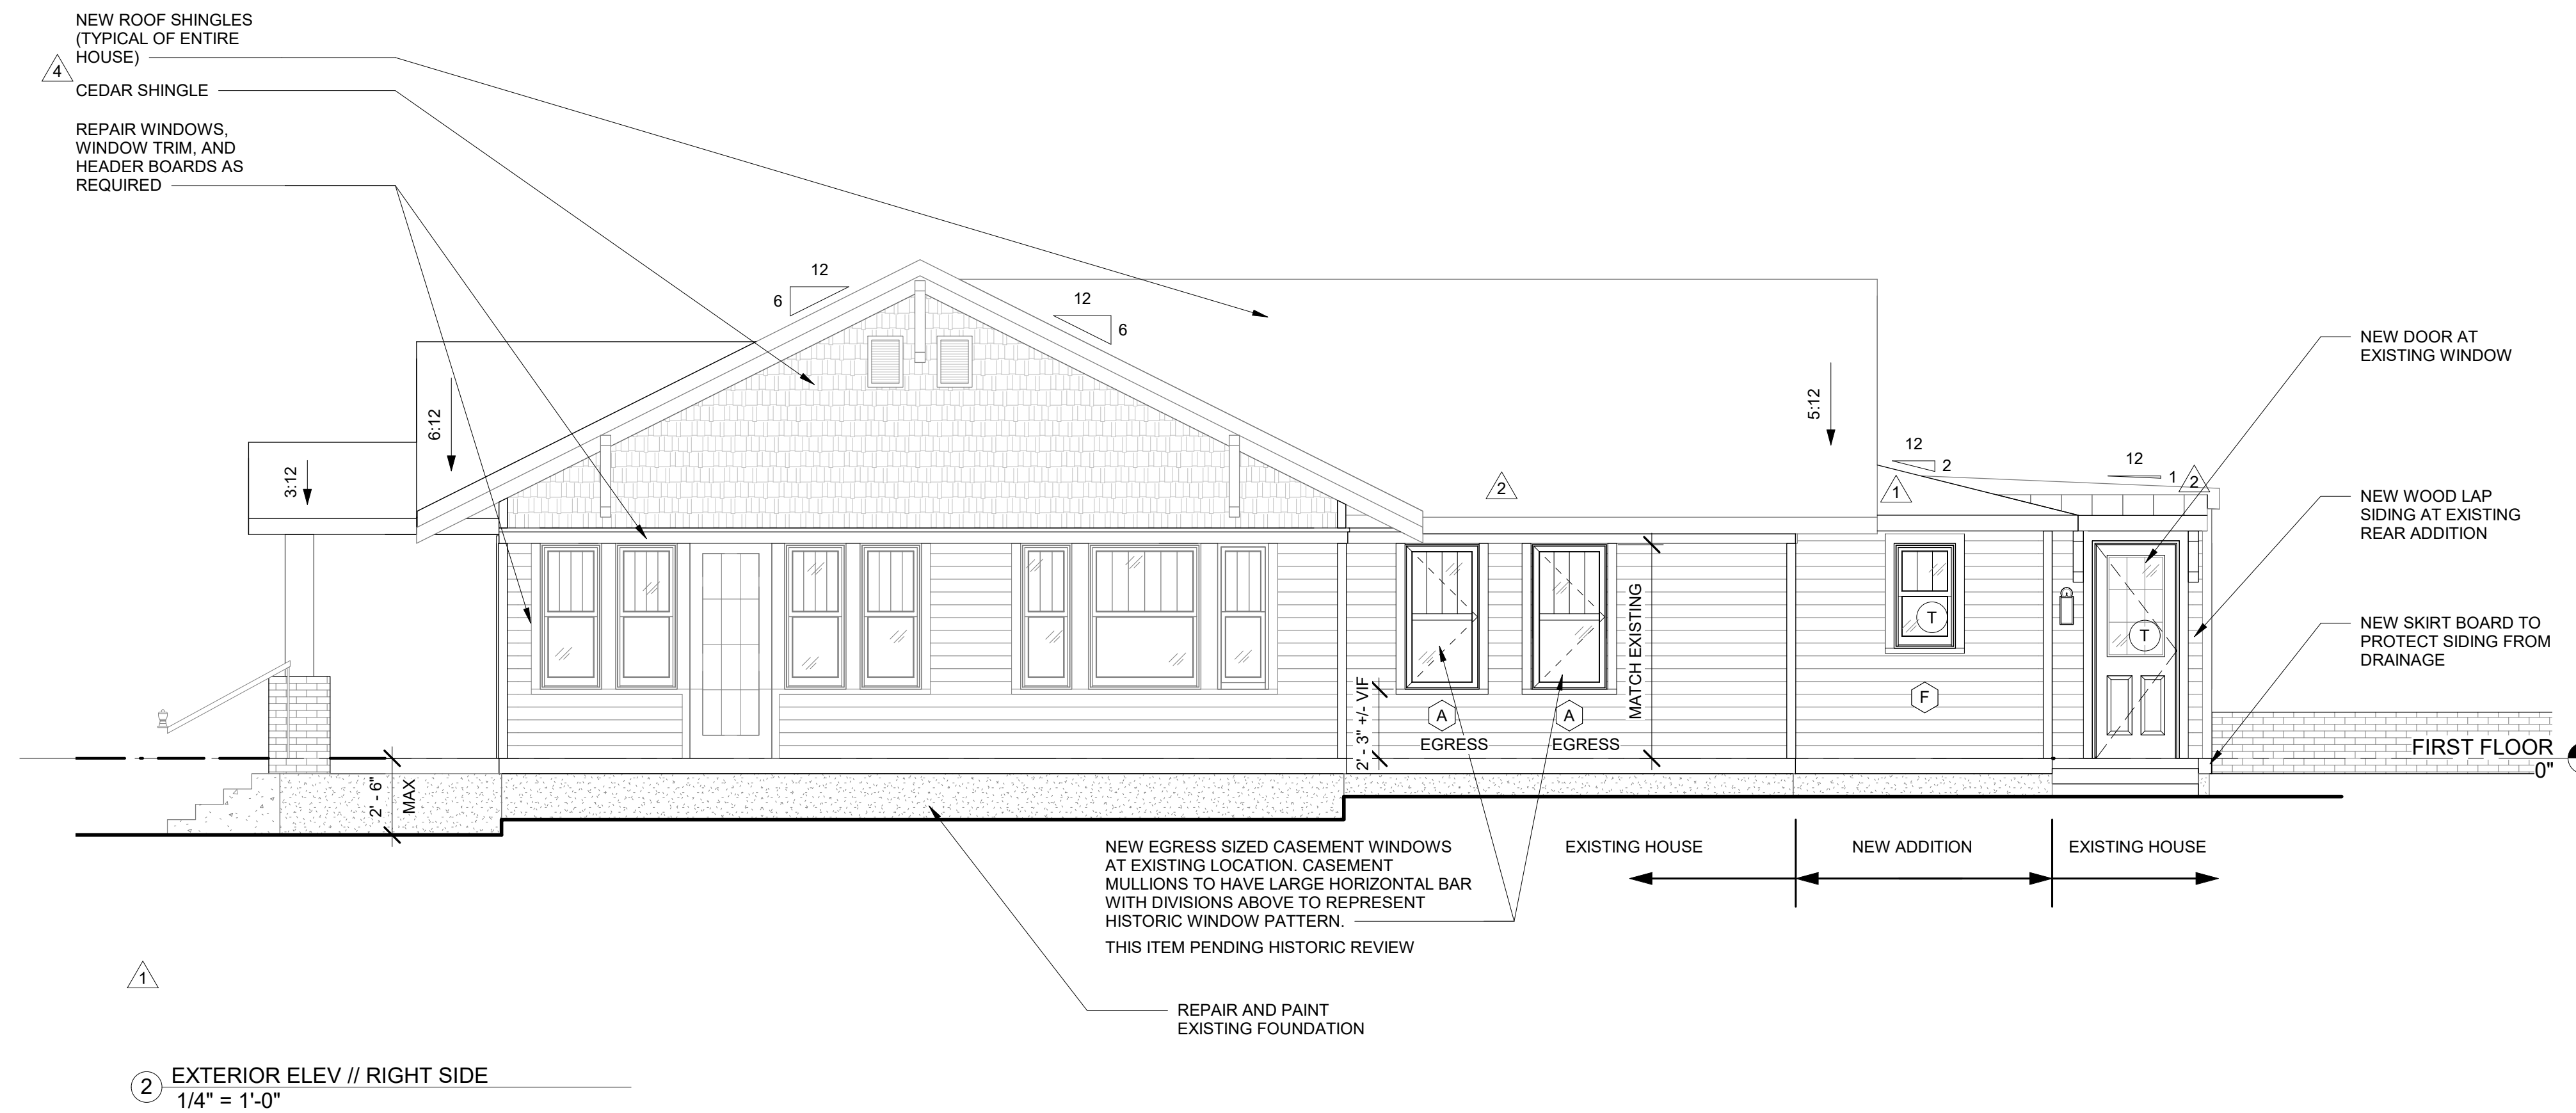 NEW ROOF SHINGLES
(TYPICAL OF ENTIRE
HOUSE)
4
CEDAR SHINGLE
REPAIR WINDOWS,
WINDOW TRIM, AND
HEADER BOARDS AS
REQUIRED
12
6
12
6
6:12
3:12
5:12
12
2
12
1
2
2
1
NEW DOOR AT
EXISTING WINDOW
NEW WOOD LAP
SIDING AT EXISTING
REAR ADDITION
NEW SKIRT BOARD TO
PROTECT SIDING FROM
DRAINAGE
T
T
MATCH EXISTING
2' - 3" +/- VIF
A
A
F
EGRESS
EGRESS
FIRST FLOOR
0"
2' - 6"
MAX
NEW EGRESS SIZED CASEMENT WINDOWS
AT EXISTING LOCATION. CASEMENT
MULLIONS TO HAVE LARGE HORIZONTAL BAR
WITH DIVISIONS ABOVE TO REPRESENT
HISTORIC WINDOW PATTERN.
THIS ITEM PENDING HISTORIC REVIEW
EXISTING HOUSE
NEW ADDITION
EXISTING HOUSE
1
REPAIR AND PAINT
EXISTING FOUNDATION
2
EXTERIOR ELEV // RIGHT SIDE
1/4" = 1'-0"